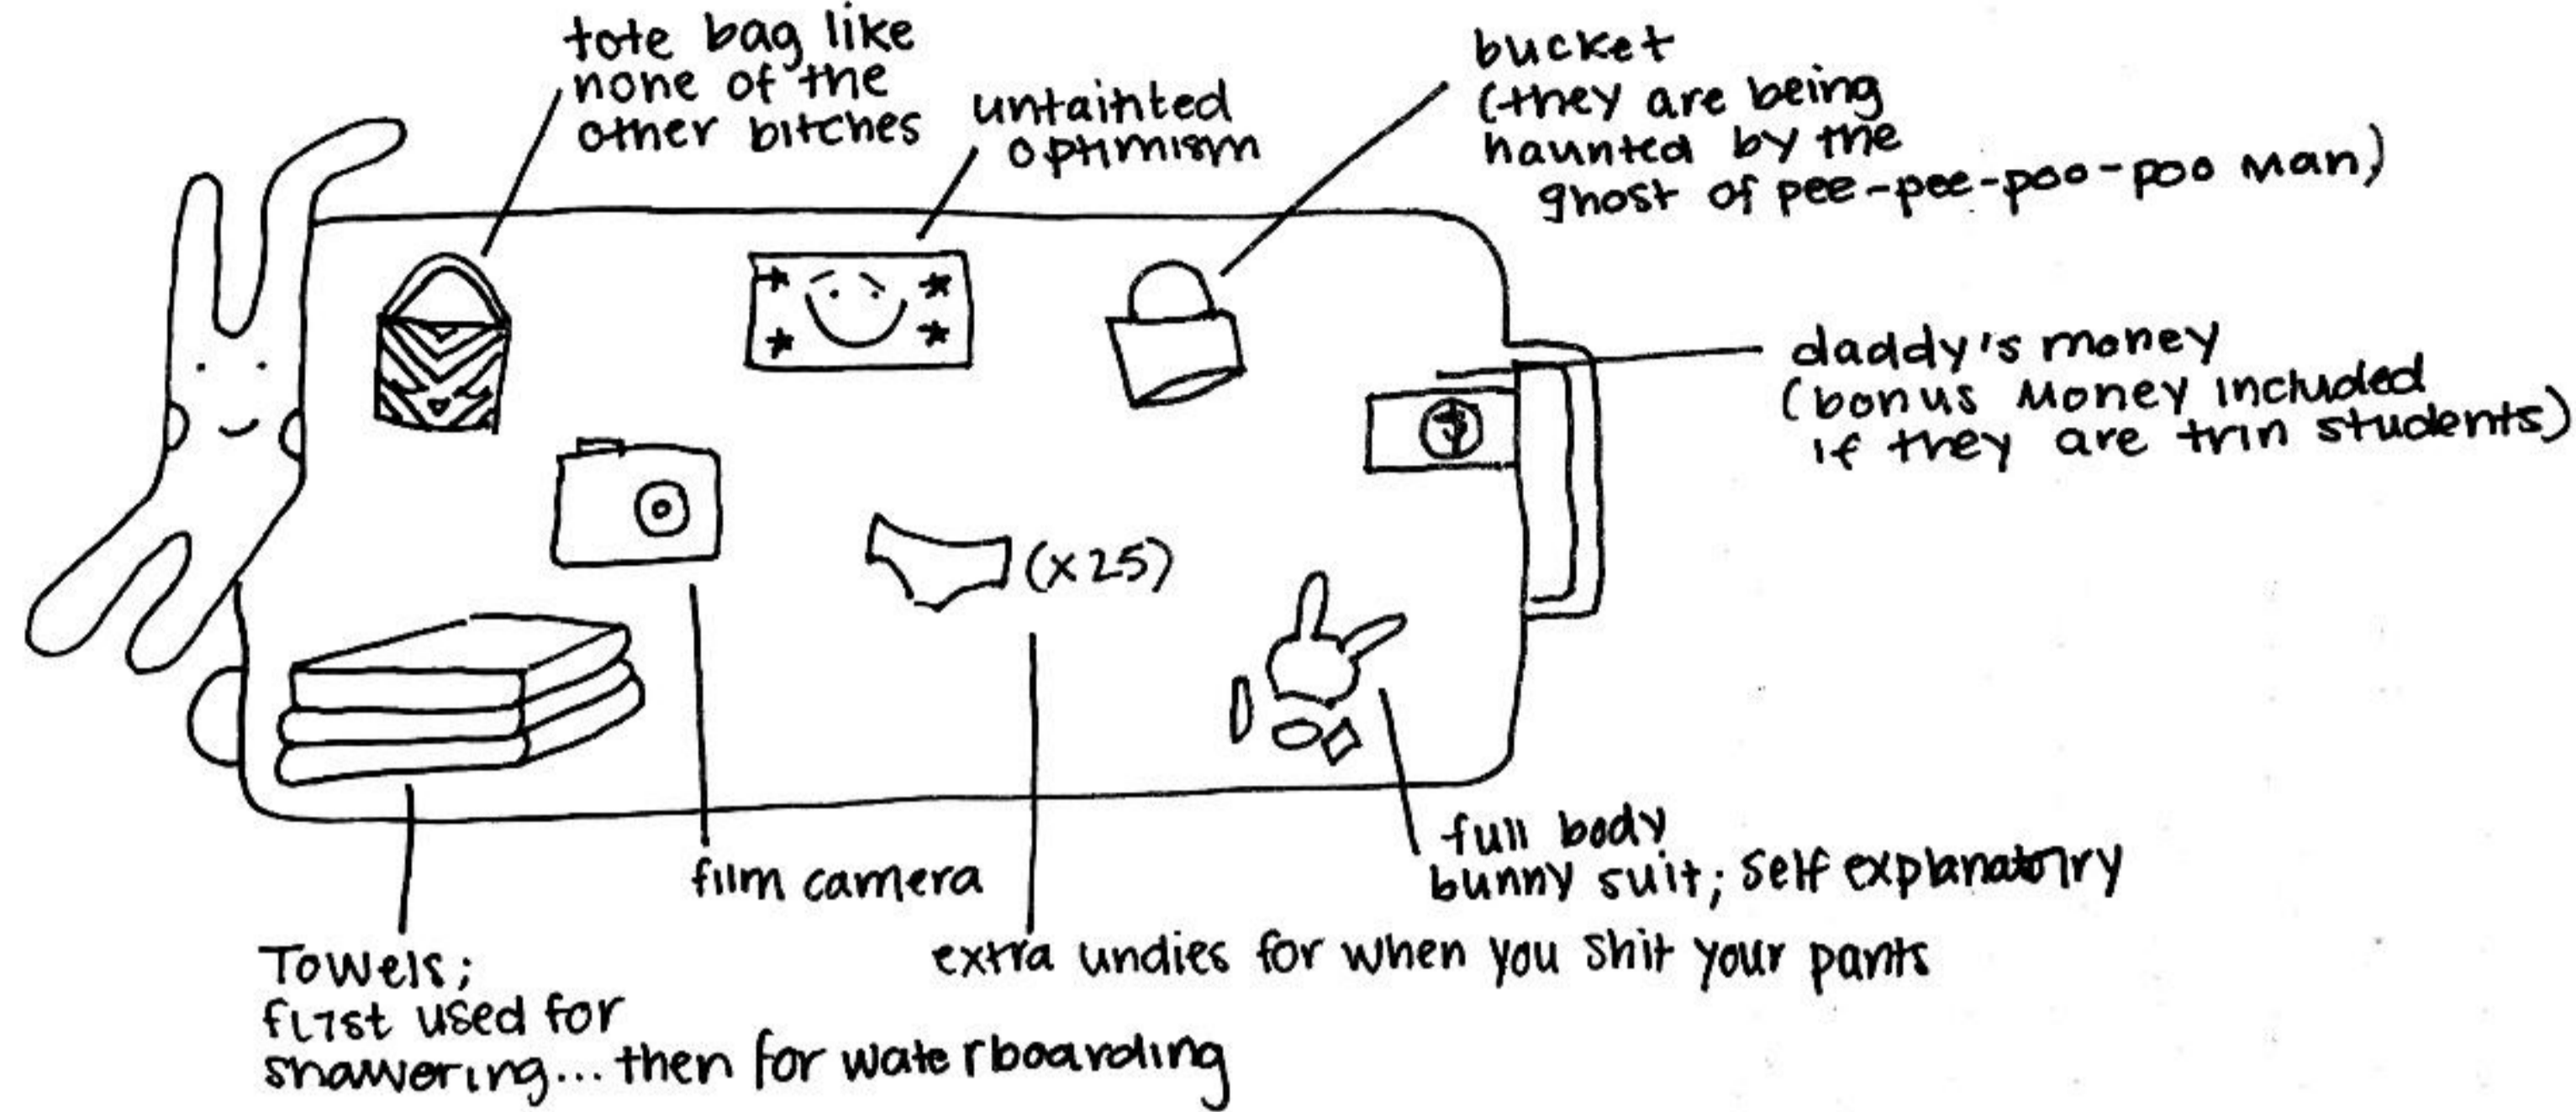 tote bag like
none of the
other bitches
untainted
optimism
bucket
(they are being
haunted by the
ghost of pee-pee-poo-poo man)
$
daddy's money
(bonus money included
if they are trin students)
(x25)
film camera
full body
bunny suit; self explanatory
extra undies for when you shit your pants
Towels;
first used for
showering... then for waterboarding